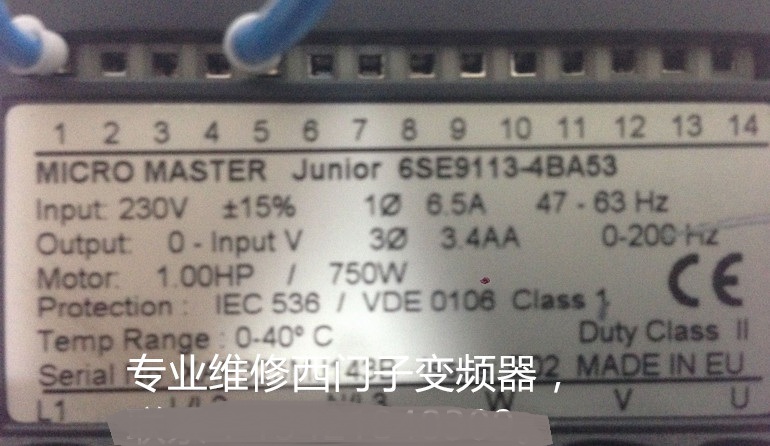 1 2 3 4 5 6 7 8 9 10 11 12 13 14
MICRO MASTER Junior 6SE9113-4BA53
Input: 230V ±15% 1Ø 6.5A 47 - 63 Hz
Output: 0 - Input V 3Ø 3.4AA 0-200 Hz
Motor: 1.00HP / 750W CE
Protection : IEC 536 / VDE 0106 Class 1
Temp Range : 0-40º C Duty Class II
Serial MADE IN EU
专业维修西门子变频器，
L1 W V U